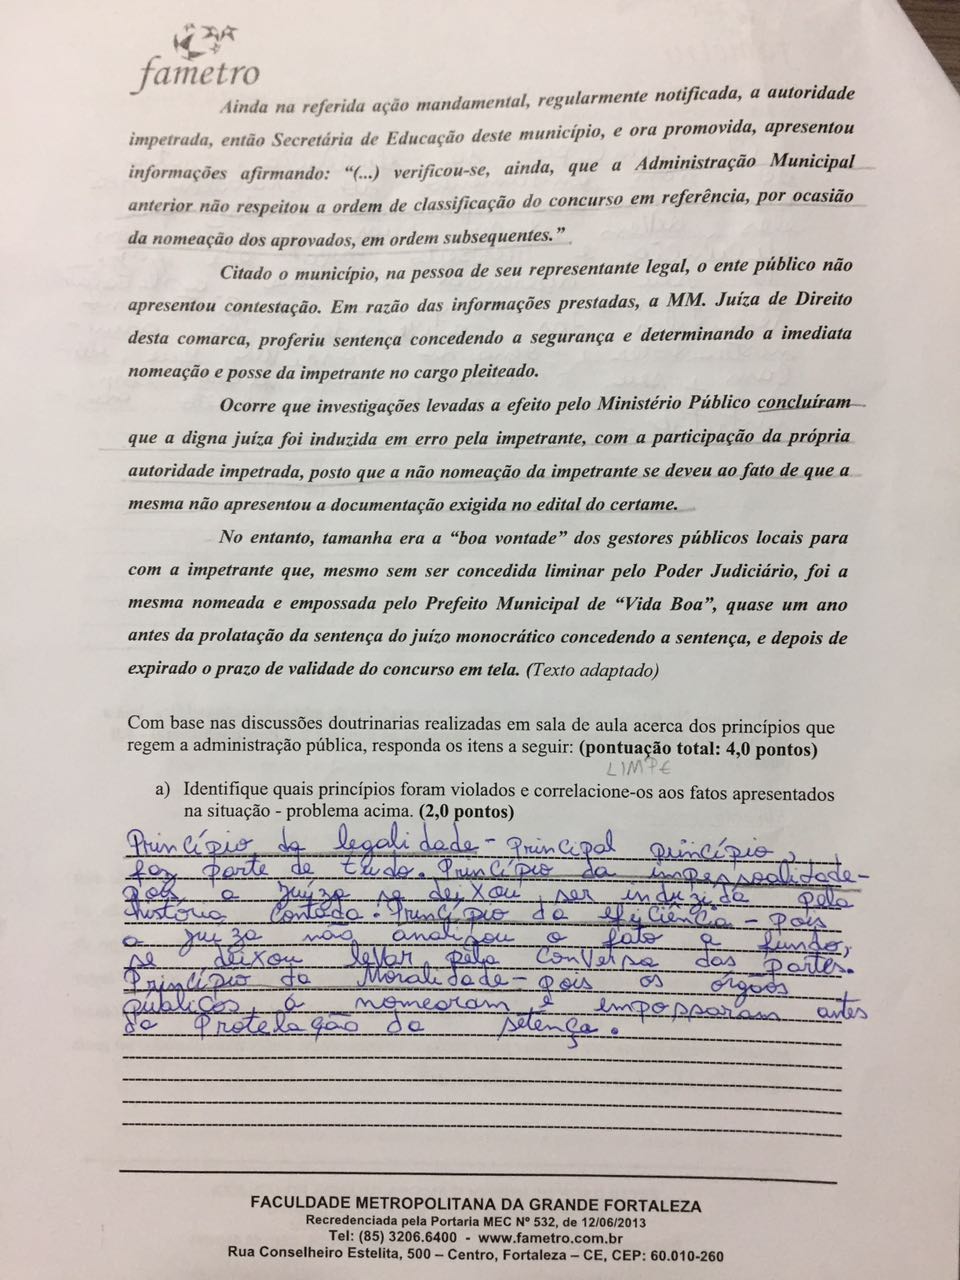 fametro
Ainda na referida ação mandamental, regularmente notificada, a autoridade
impetrada, então Secretária de Educação deste município, e ora promovida, apresentou
informações afirmando: “(...) verificou-se, ainda, que a Administração Municipal
anterior não respeitou a ordem de classificação do concurso em referência, por ocasião
da nomeação dos aprovados, em ordem subsequentes.”
Citado o município, na pessoa de seu representante legal, o ente público não
apresentou contestação. Em razão das informações prestadas, a MM. Juíza de Direito
desta comarca, proferiu sentença concedendo a segurança e determinando a imediata
nomeação e posse da impetrante no cargo pleiteado.
Ocorre que investigações levadas a efeito pelo Ministério Público concluíram
que a digna juíza foi induzida em erro pela impetrante, com a participação da própria
autoridade impetrada, posto que a não nomeação da impetrante se deveu ao fato de que a
mesma não apresentou a documentação exigida no edital do certame.
No entanto, tamanha era a “boa vontade” dos gestores públicos locais para
com a impetrante que, mesmo sem ser concedida liminar pelo Poder Judiciário, foi a
mesma nomeada e empossada pelo Prefeito Municipal de “Vida Boa”, quase um ano
antes da prolatação da sentença do juízo monocrático concedendo a sentença, e depois de
expirado o prazo de validade do concurso em tela. (Texto adaptado)
Com base nas discussões doutrinarias realizadas em sala de aula acerca dos princípios que
regem a administração pública, responda os itens a seguir: (pontuação total: 4,0 pontos)
LIMPE
a) Identifique quais princípios foram violados e correlacione-os aos fatos apresentados
na situação - problema acima. (2,0 pontos)
Princípio da legalidade - Principal princípio,
faz parte de tudo. Princípio da impessoalidade -
pois a juíza se deixou ser induzida pela
história contada. Princípio da eficiência - pois
a juíza não analizou o fato a fundo,
se deixou levar pela conversa das partes.
Princípio da Moralidade - pois os órgãos
públicos a nomearam e empossaram antes
da Protelação da setença.
FACULDADE METROPOLITANA DA GRANDE FORTALEZA
Recredenciada pela Portaria MEC Nº 532, de 12/06/2013
Tel: (85) 3206.6400 - www.fametro.com.br
Rua Conselheiro Estelita, 500 – Centro, Fortaleza – CE, CEP: 60.010-260